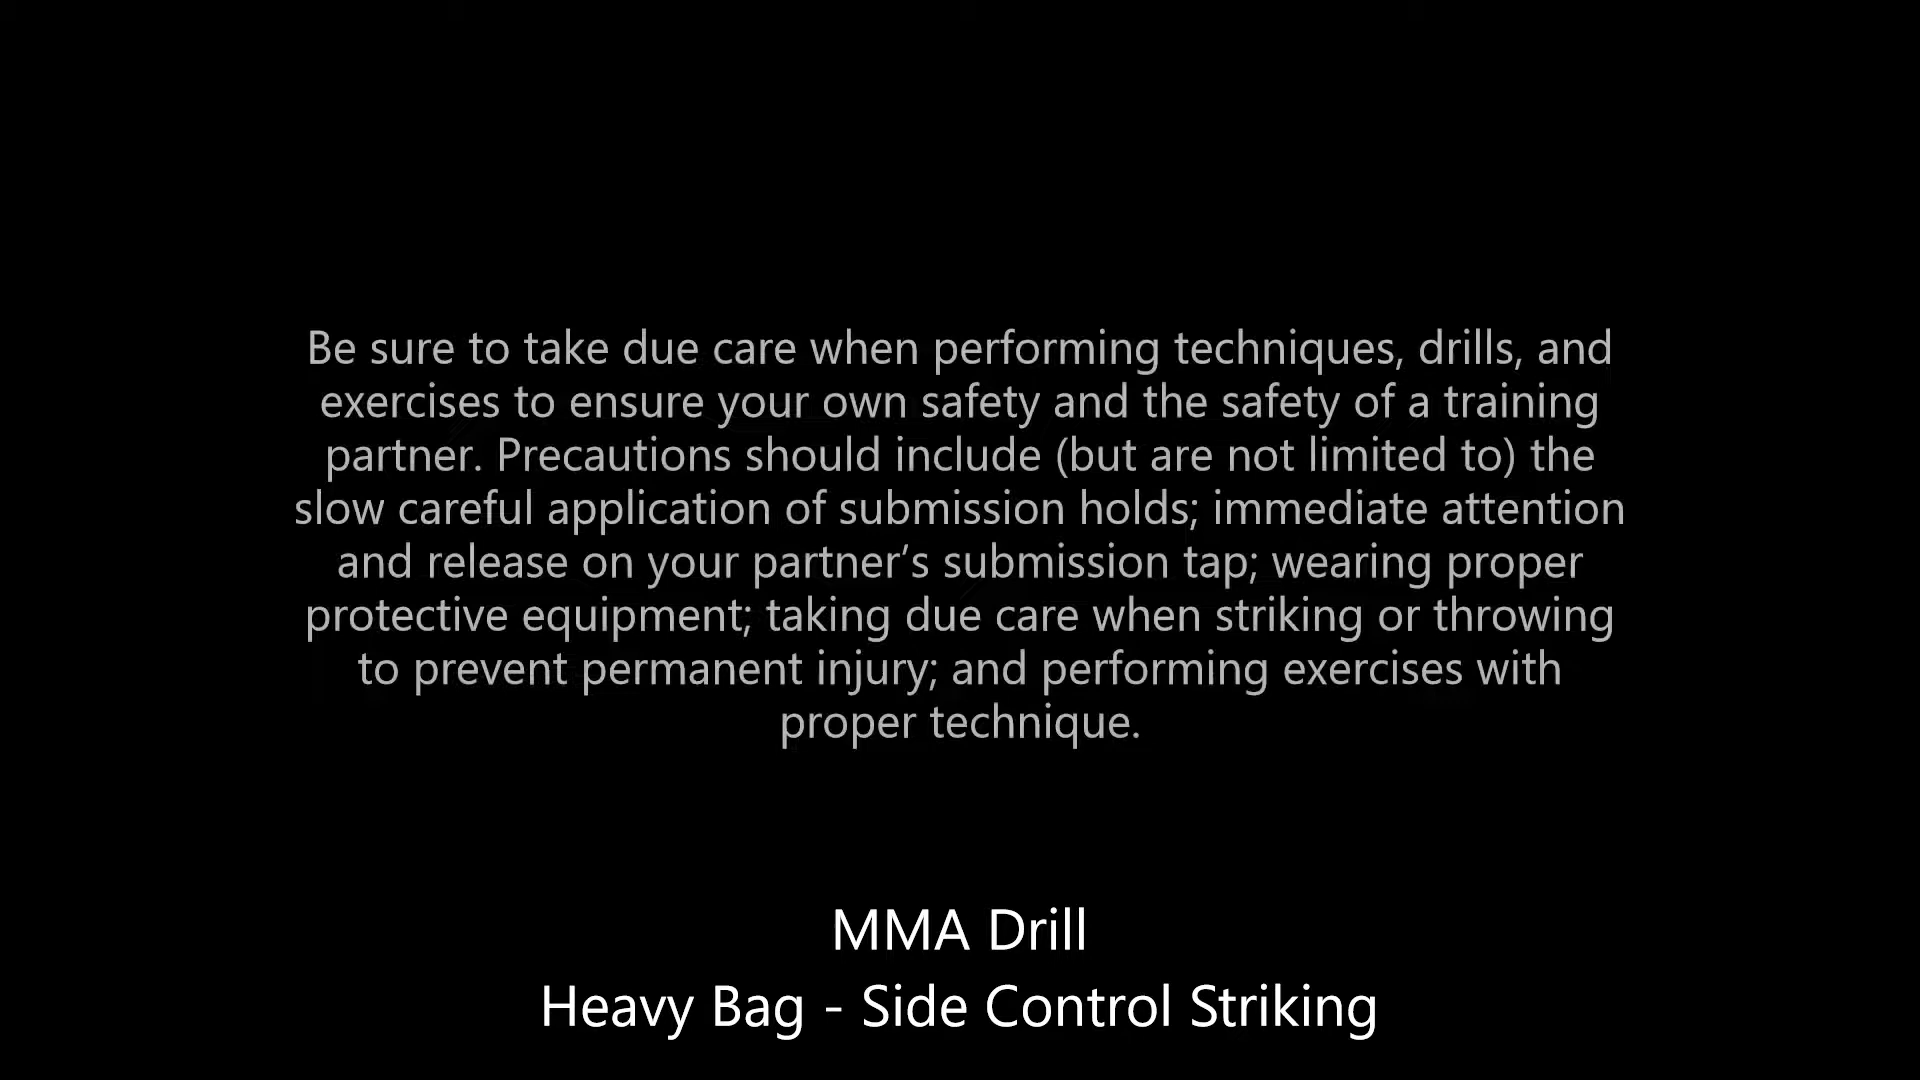 Be sure to take due care when performing techniques, drills, and
exercises to ensure your own safety and the safety of a training
partner. Precautions should include (but are not limited to) the
slow careful application of submission holds; immediate attention
and release on your partner‘s submission tap; wearing proper
protective equipment; taking due care when striking or throwing
to prevent permanent injury; and performing exercises with
proper technique.
MMA Drill
Heavy Bag - Side Control Striking